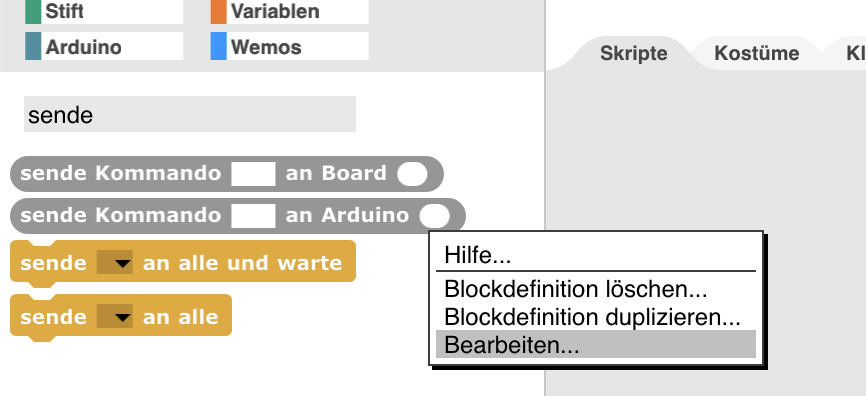 Stift Variablen
Arduino Wemos
Skripte Kostüme Kl
sende
sende Kommando an Board
sende Kommando an Arduino
sende an alle und warte
sende an alle
Hilfe...
Blockdefinition löschen...
Blockdefinition duplizieren...
Bearbeiten...